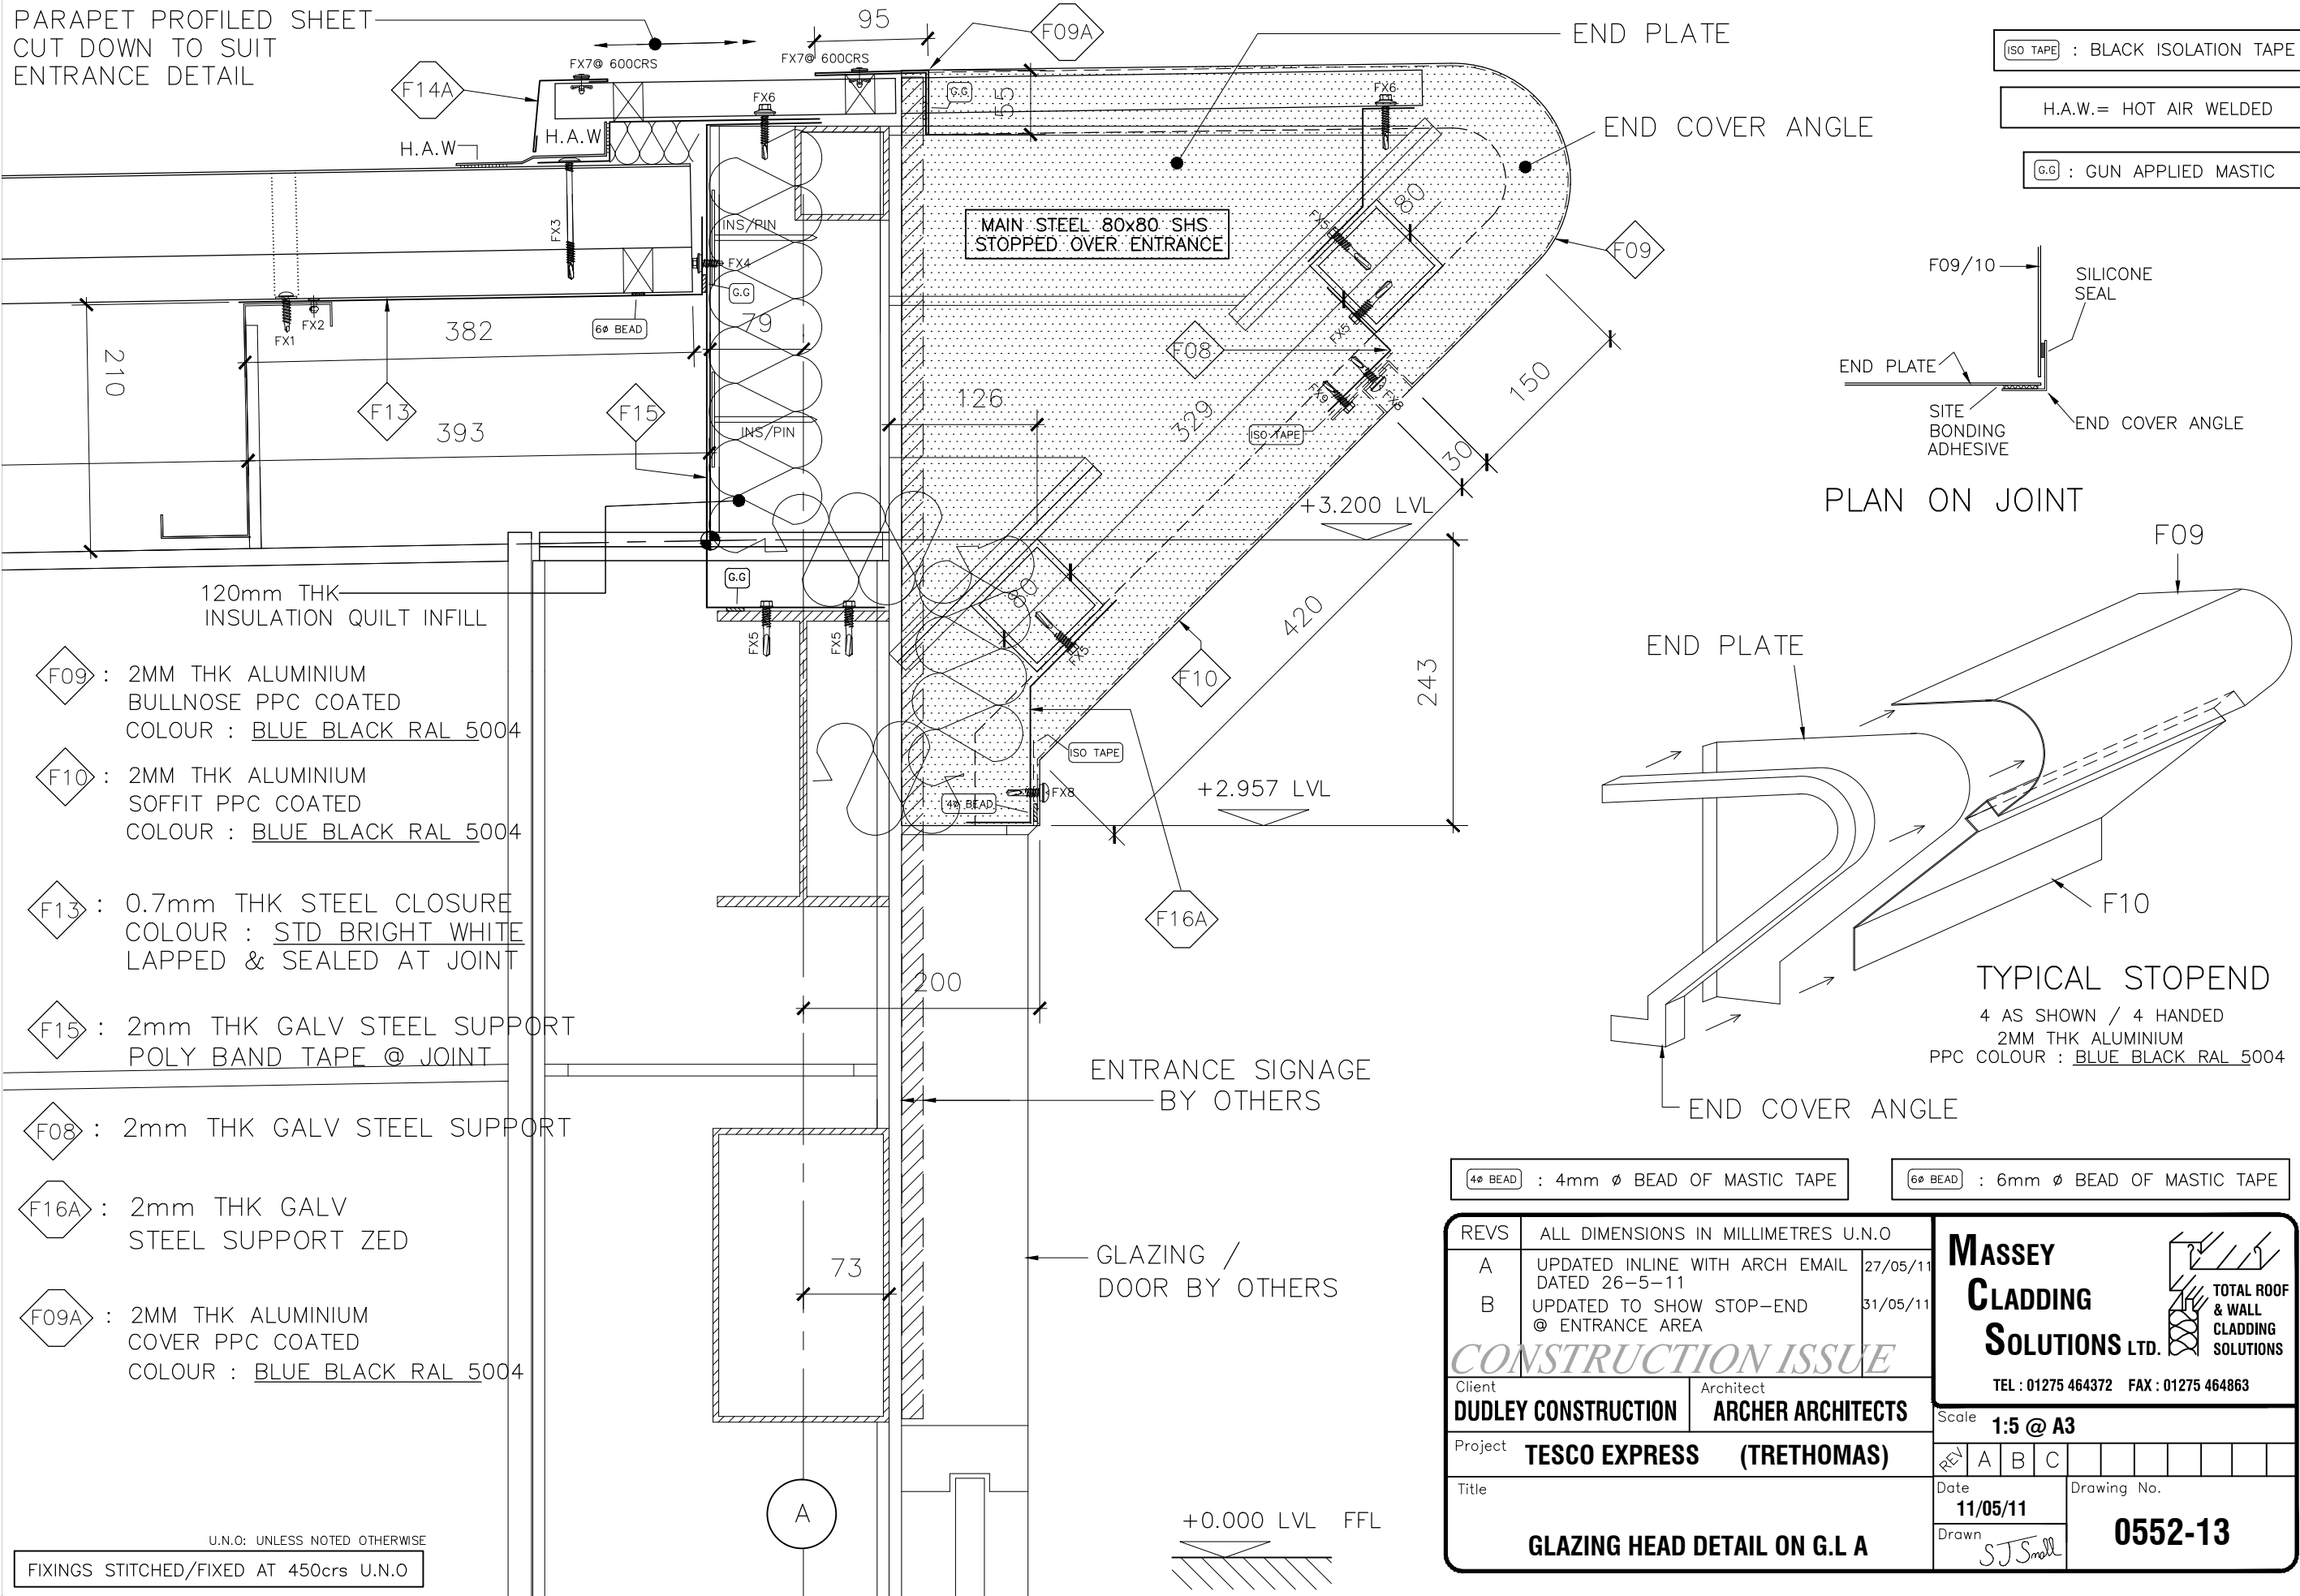 PARAPET PROFILED SHEET
CUT DOWN TO SUIT
ENTRANCE DETAIL
95
F09A
END PLATE
ISO TAPE : BLACK ISOLATION TAPE
FX7@ 600CRS
FX7@ 600CRS
F14A
FX6
G.G
55
FX6
H.A.W.= HOT AIR WELDED
END COVER ANGLE
H.A.W
H.A.W
G.G : GUN APPLIED MASTIC
80
MAIN STEEL 80x80 SHS
STOPPED OVER ENTRANCE
INS/PIN
FX3
FX5
F09
FX4
G.G
F09/10
SILICONE
SEAL
FX1
FX2
382
6ø BEAD
79
FX5
F08
210
END PLATE
150
F13
F15
126
FX9
FX8
329
ISO TAPE
SITE
BONDING
ADHESIVE
END COVER ANGLE
393
INS/PIN
30
PLAN ON JOINT
+3.200 LVL
F09
G.G
80
120mm THK
INSULATION QUILT INFILL
FX5
FX5
FX5
420
END PLATE
243
F10
F09 : 2MM THK ALUMINIUM
BULLNOSE PPC COATED
COLOUR : BLUE BLACK RAL 5004
ISO TAPE
F10 : 2MM THK ALUMINIUM
SOFFIT PPC COATED
COLOUR : BLUE BLACK RAL 5004
4ø BEAD
FX8
+2.957 LVL
F16A
F10
F13 : 0.7mm THK STEEL CLOSURE
COLOUR : STD BRIGHT WHITE
LAPPED & SEALED AT JOINT
200
TYPICAL STOPEND
4 AS SHOWN / 4 HANDED
2MM THK ALUMINIUM
PPC COLOUR : BLUE BLACK RAL 5004
F15 : 2mm THK GALV STEEL SUPPORT
POLY BAND TAPE @ JOINT
ENTRANCE SIGNAGE
BY OTHERS
END COVER ANGLE
F08 : 2mm THK GALV STEEL SUPPORT
4ø BEAD : 4mm ø BEAD OF MASTIC TAPE
6ø BEAD : 6mm ø BEAD OF MASTIC TAPE
F16A : 2mm THK GALV
STEEL SUPPORT ZED
73
GLAZING /
DOOR BY OTHERS
F09A : 2MM THK ALUMINIUM
COVER PPC COATED
COLOUR : BLUE BLACK RAL 5004
A
+0.000 LVL FFL
U.N.O: UNLESS NOTED OTHERWISE
FIXINGS STITCHED/FIXED AT 450crs U.N.O
REVS ALL DIMENSIONS IN MILLIMETRES U.N.O
A UPDATED INLINE WITH ARCH EMAIL 27/05/11
DATED 26-5-11
B UPDATED TO SHOW STOP-END 31/05/11
@ ENTRANCE AREA
CONSTRUCTION ISSUE
Client
DUDLEY CONSTRUCTION
Architect
ARCHER ARCHITECTS
Project TESCO EXPRESS (TRETHOMAS)
Title
GLAZING HEAD DETAIL ON G.L A
MASSEY
CLADDING
SOLUTIONS LTD.
TOTAL ROOF
& WALL
CLADDING
SOLUTIONS
TEL : 01275 464372 FAX : 01275 464863
Scale 1:5 @ A3
REV A B C
Date
11/05/11
Drawn
SJSmall
Drawing No.
0552-13